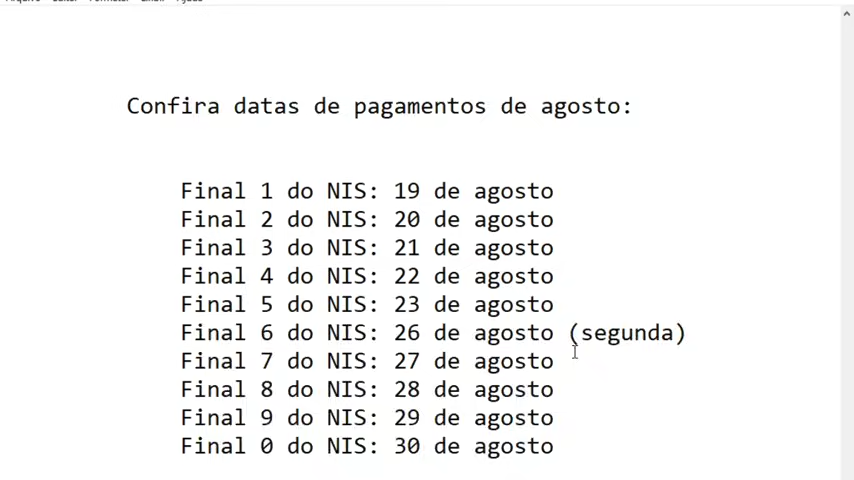 Confira datas de pagamentos de agosto:
Final 1 do NIS: 19 de agosto
Final 2 do NIS: 20 de agosto
Final 3 do NIS: 21 de agosto
Final 4 do NIS: 22 de agosto
Final 5 do NIS: 23 de agosto
Final 6 do NIS: 26 de agosto (segunda)
Final 7 do NIS: 27 de agosto
Final 8 do NIS: 28 de agosto
Final 9 do NIS: 29 de agosto
Final 0 do NIS: 30 de agosto